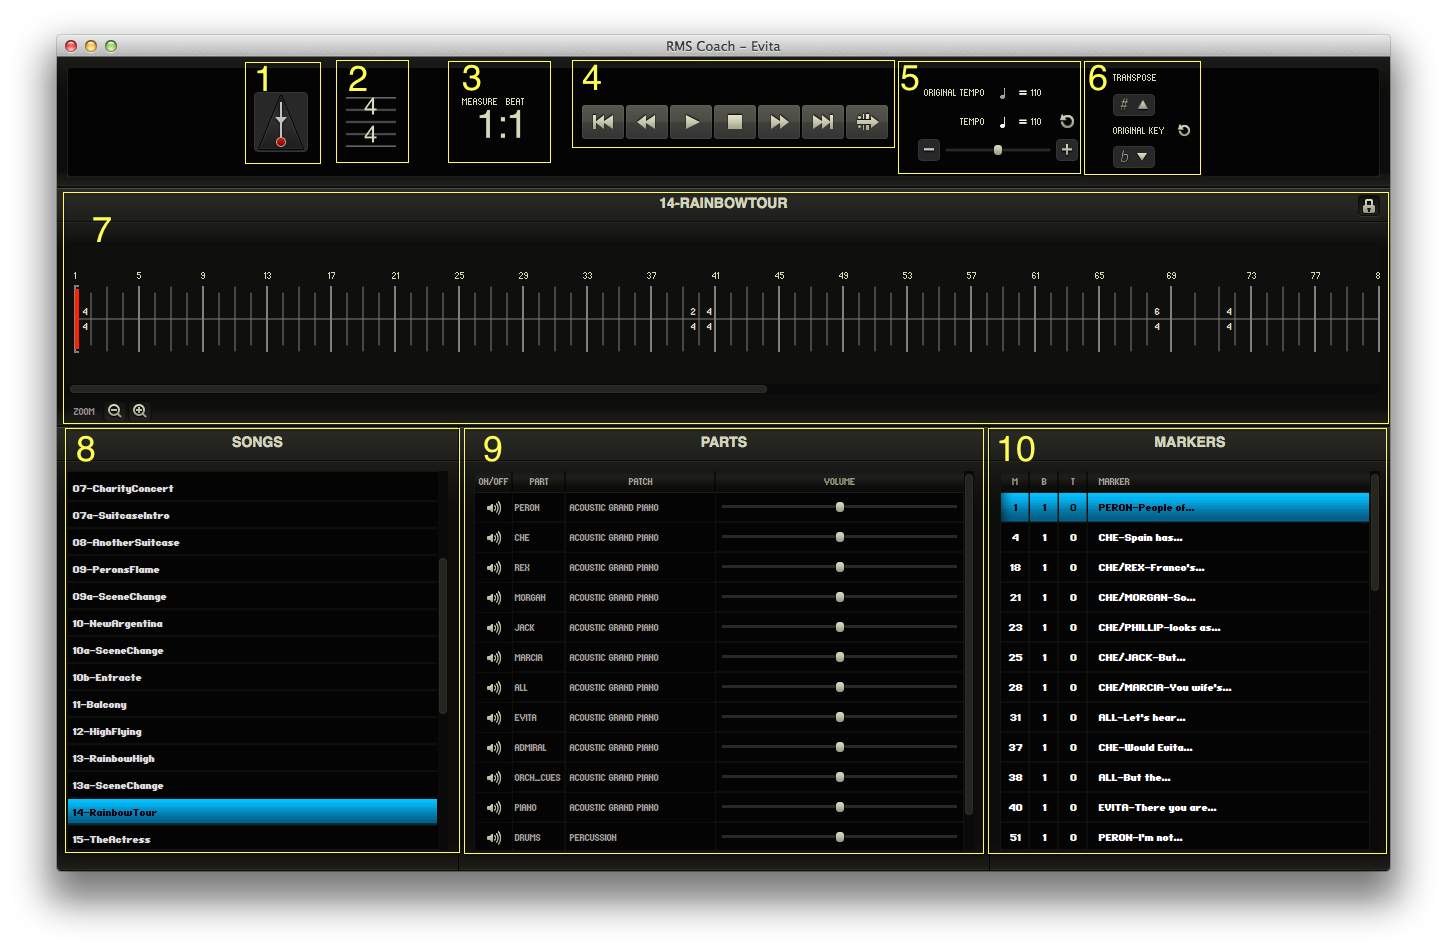 RMS Coach – Evita
1
2
3
4
5
6
4
4
MEASURE BEAT
1:1
ORIGINAL TEMPO ♩ = 110
TEMPO ♩ = 110
TRANSPOSE
#
ORIGINAL KEY
b
7
14-RAINBOWTOUR
1 5 9 13 17 21 25 29 33 37 41 45 49 53 57 61 65 69 73 77 8
4 2 4 6 4
4 4 4 4 4
ZOOM
8
SONGS
07-CharityConcert
07a-SuitcaseIntro
08-AnotherSuitcase
09-PeronsFlame
09a-SceneChange
10-NewArgentina
10a-SceneChange
10b-Entracte
11-Balcony
12-HighFlying
13-RainbowHigh
13a-SceneChange
14-RainbowTour
15-TheActress
9
PARTS
ON/OFF PART PATCH VOLUME
PERON ACOUSTIC GRAND PIANO
CHE ACOUSTIC GRAND PIANO
REX ACOUSTIC GRAND PIANO
MORGAN ACOUSTIC GRAND PIANO
JACK ACOUSTIC GRAND PIANO
MARCIA ACOUSTIC GRAND PIANO
ALL ACOUSTIC GRAND PIANO
EVITA ACOUSTIC GRAND PIANO
ADMIRAL ACOUSTIC GRAND PIANO
ORCH_CUES ACOUSTIC GRAND PIANO
PIANO ACOUSTIC GRAND PIANO
DRUMS PERCUSSION
10
MARKERS
M B T MARKER
1 1 0 PERON-People of...
4 1 0 CHE-Spain has...
18 1 0 CHE/REX-Franco's...
21 1 0 CHE/MORGAN-So...
23 1 0 CHE/PHILLIP-looks as...
25 1 0 CHE/JACK-But...
28 1 0 CHE/MARCIA-You wife's...
31 1 0 ALL-Let's hear...
37 1 0 CHE-Would Evita...
38 1 0 ALL-But the...
40 1 0 EVITA-There you are...
51 1 0 PERON-I'm not...